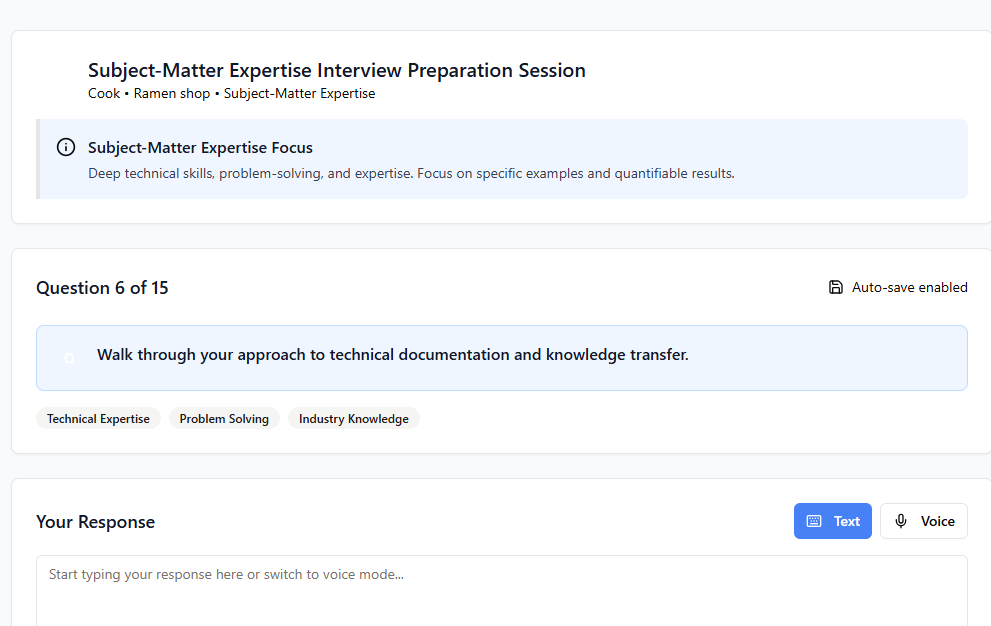 Subject-Matter Expertise Interview Preparation Session
Cook • Ramen shop • Subject-Matter Expertise
Subject-Matter Expertise Focus
Deep technical skills, problem-solving, and expertise. Focus on specific examples and quantifiable results.
Question 6 of 15
Auto-save enabled
Q
Walk through your approach to technical documentation and knowledge transfer.
Technical Expertise
Problem Solving
Industry Knowledge
Your Response
Text
Voice
Start typing your response here or switch to voice mode...